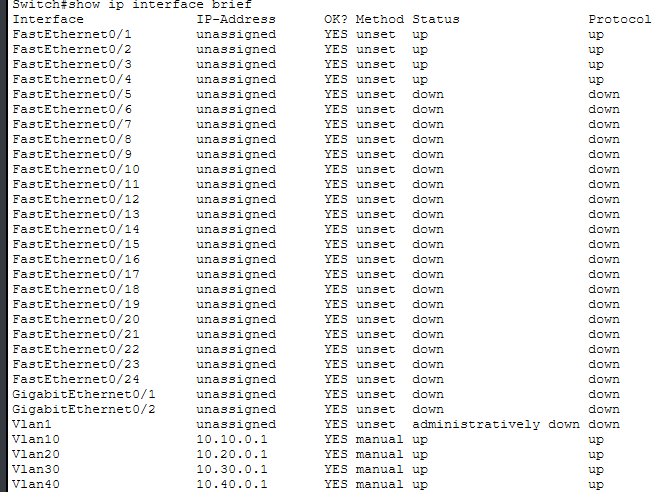 Switch#show ip interface brief
Interface IP-Address OK? Method Status Protocol
FastEthernet0/1 unassigned YES unset up up
FastEthernet0/2 unassigned YES unset up up
FastEthernet0/3 unassigned YES unset up up
FastEthernet0/4 unassigned YES unset up up
FastEthernet0/5 unassigned YES unset down down
FastEthernet0/6 unassigned YES unset down down
FastEthernet0/7 unassigned YES unset down down
FastEthernet0/8 unassigned YES unset down down
FastEthernet0/9 unassigned YES unset down down
FastEthernet0/10 unassigned YES unset down down
FastEthernet0/11 unassigned YES unset down down
FastEthernet0/12 unassigned YES unset down down
FastEthernet0/13 unassigned YES unset down down
FastEthernet0/14 unassigned YES unset down down
FastEthernet0/15 unassigned YES unset down down
FastEthernet0/16 unassigned YES unset down down
FastEthernet0/17 unassigned YES unset down down
FastEthernet0/18 unassigned YES unset down down
FastEthernet0/19 unassigned YES unset down down
FastEthernet0/20 unassigned YES unset down down
FastEthernet0/21 unassigned YES unset down down
FastEthernet0/22 unassigned YES unset down down
FastEthernet0/23 unassigned YES unset down down
FastEthernet0/24 unassigned YES unset down down
GigabitEthernet0/1 unassigned YES unset down down
GigabitEthernet0/2 unassigned YES unset down down
Vlan1 unassigned YES unset administratively down down
Vlan10 10.10.0.1 YES manual up up
Vlan20 10.20.0.1 YES manual up up
Vlan30 10.30.0.1 YES manual up up
Vlan40 10.40.0.1 YES manual up up